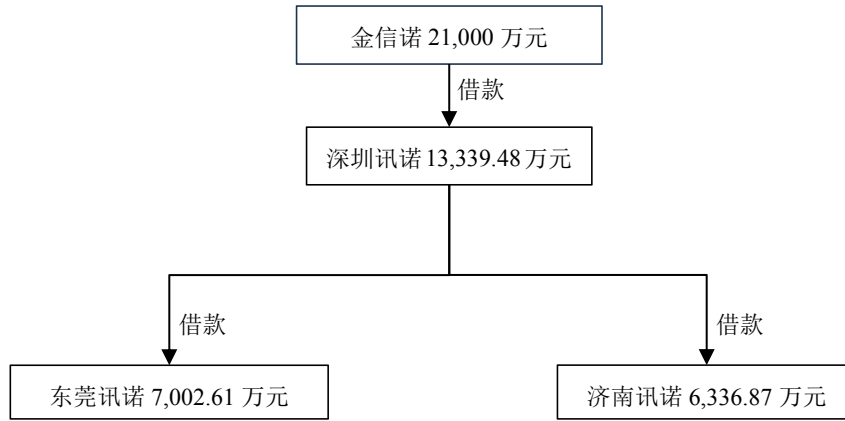 金信诺 21,000 万元
借款
深圳讯诺 13,339.48 万元
借款
借款
东莞讯诺 7,002.61 万元
济南讯诺 6,336.87 万元